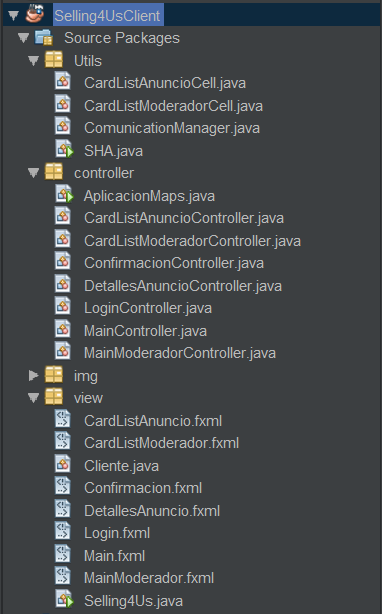 Selling4UsClient
Source Packages
Utils
CardListAnuncioCell.java
CardListModeradorCell.java
ComunicationManager.java
SHA.java
controller
AplicacionMaps.java
CardListAnuncioController.java
CardListModeradorController.java
ConfirmacionController.java
DetallesAnuncioController.java
LoginController.java
MainController.java
MainModeradorController.java
img
view
CardListAnuncio.fxml
CardListModerador.fxml
Cliente.java
Confirmacion.fxml
DetallesAnuncio.fxml
Login.fxml
Main.fxml
MainModerador.fxml
Selling4Us.java